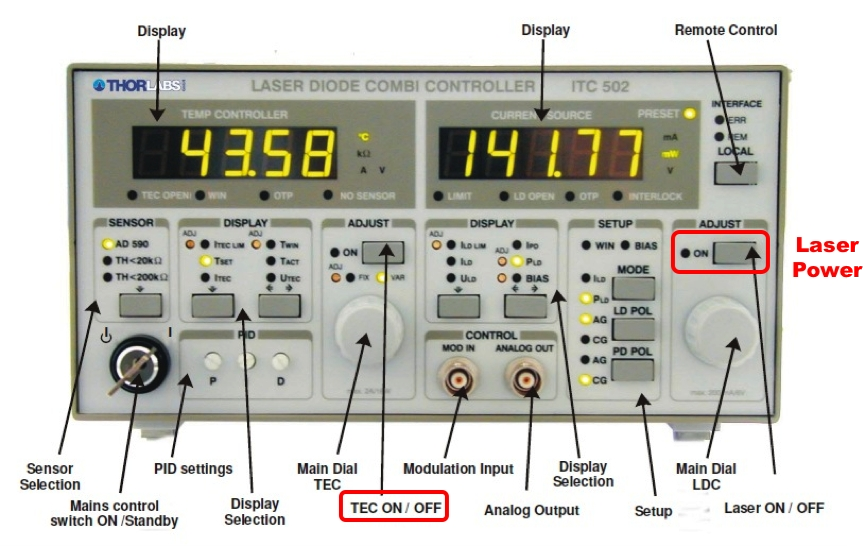 Display
Display
Remote Control
THORLABS
LASER DIODE COMBI CONTROLLER ITC 502
TEMP CONTROLLER
43.58
°C
kΩ
A V
TEC OPEN WIN OTP NO SENSOR
CURRENT SOURCE
PRESET
141.77
mA
mW
V
LIMIT LD OPEN OTP INTERLOCK
INTERFACE
ERR
REM
LOCAL
SENSOR
AD 590
TH<20kΩ
TH<200kΩ
DISPLAY
ADJ
ADJ
ITEC LIM
TWIN
TSET
TACT
ITEC
UTEC
ADJUST
ON
ADJ
FIX
VAR
DISPLAY
ADJ
ILD LIM
IPD
ADJ
ILD
PLD
ULD
BIAS
SETUP
WIN BIAS
MODE
ILD
PLD
LD POL
AG
CG
PD POL
AG
CG
ADJUST
ON
Laser
Power
I
PID
P
D
CONTROL
MOD IN
ANALOG OUT
Sensor
Selection
PID settings
Mains control
switch ON /Standby
Display
Selection
Main Dial
TEC
TEC ON / OFF
Modulation Input
Analog Output
Display
Selection
Setup
Main Dial
LDC
Laser ON / OFF